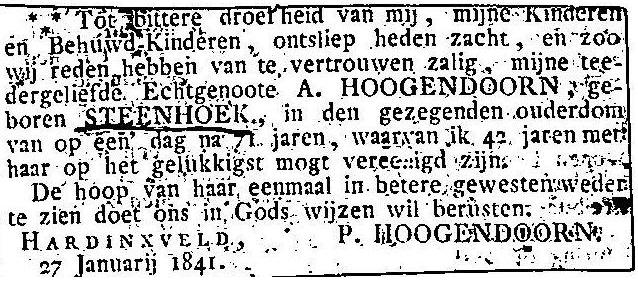 * * Tot bittere droefheid van mij, mijne Kinderen
en Behuwd-Kinderen, ontsliep heden zacht, en zoo
wij reden hebben van te vertrouwen zalig, mijne tee-
dergeliefde Echtgenoote A. HOOGENDOORN, ge-
boren STEENHOEK, in den gezegenden ouderdom
van op een dag na 71 jaren, waarvan ik 42 jaren met
haar op het gelukkigst mogt vereenigd zijn.
De hoop van haar eenmaal in betere gewesten weder
te zien doet ons in Gods wijzen wil berusten.
HARDINXVELD, P. HOOGENDOORN.
27 Januarij 1841.